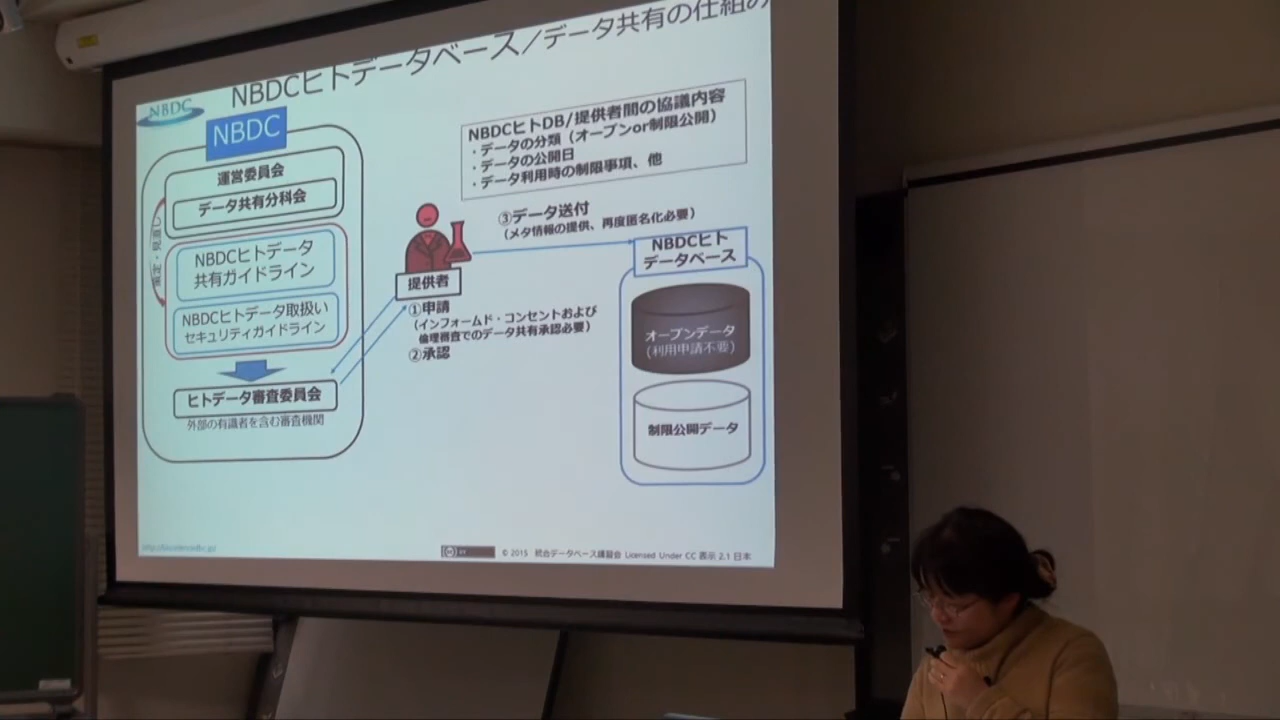 NBDCヒトデータベース/データ共有の仕組み
NBDC
NBDC
運営委員会
データ共有分科会
策定・見直し
NBDCヒトデータ
共有ガイドライン
NBDCヒトデータ取扱い
セキュリティガイドライン
ヒトデータ審査委員会
外部の有識者を含む審査機関
NBDCヒトDB/提供者間の協議内容
・データの分類（オープンor制限公開）
・データの公開日
・データ利用時の制限事項、他
③データ送付
（メタ情報の提供、再度匿名化必要）
提供者
①申請
（インフォームド・コンセントおよび
倫理審査でのデータ共有承認必要）
②承認
NBDCヒト
データベース
オープンデータ
(利用申請不要)
制限公開データ
© 2015 統合データベース講習会 Licensed Under CC 表示 2.1 日本